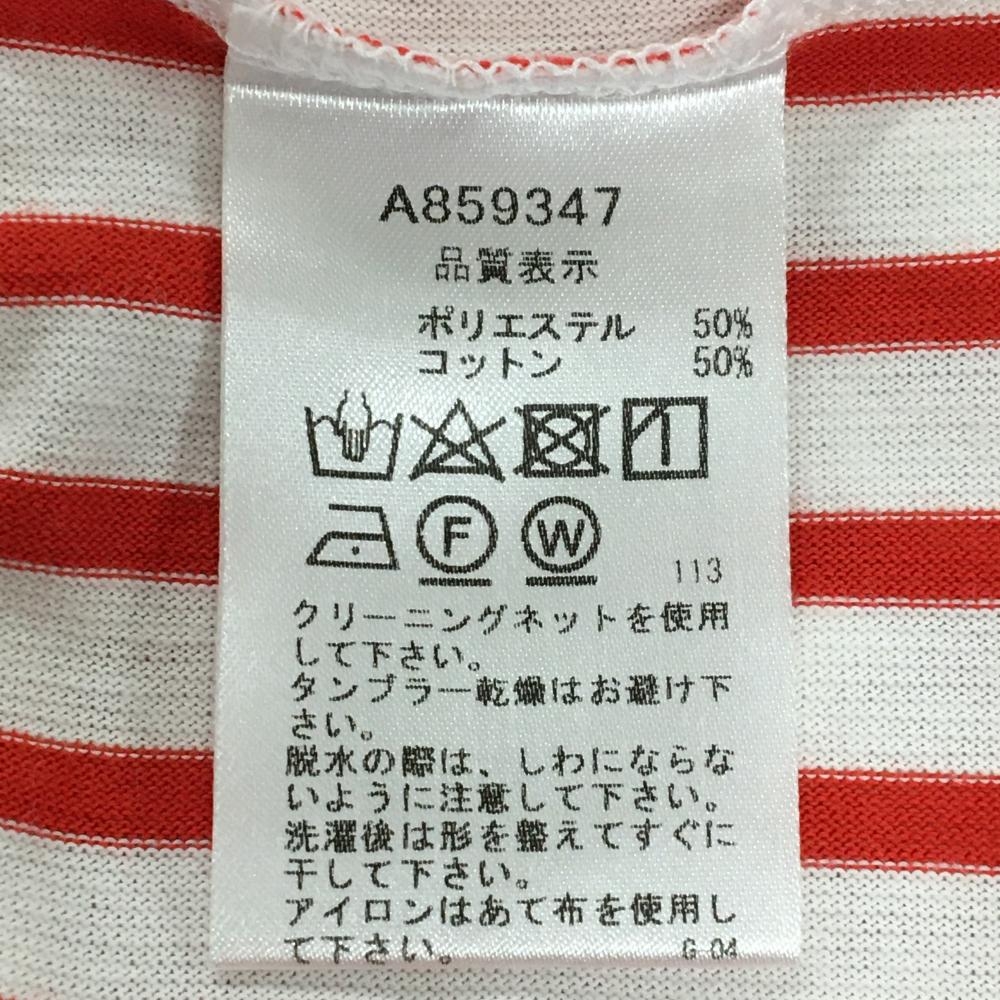 A859347
品質表示
ポリエステル 50%
コットン 50%
F W 113
クリーニングネットを使用
して下さい。
タンブラー乾燥はお避け下
さい。
脱水の際は、しわにならな
いように注意して下さい。
洗濯後は形を整えてすぐに
干して下さい。
アイロンはあて布を使用し
て下さい。 G 04